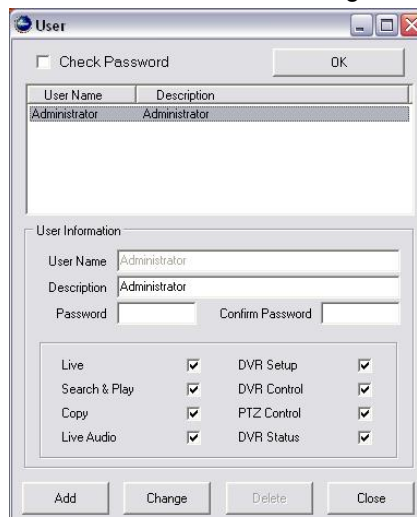 User
Check Password OK
User Name Description
Administrator Administrator
User Information
User Name Administrator
Description Administrator
Password Confirm Password
Live DVR Setup
Search & Play DVR Control
Copy PTZ Control
Live Audio DVR Status
Add Change Delete Close